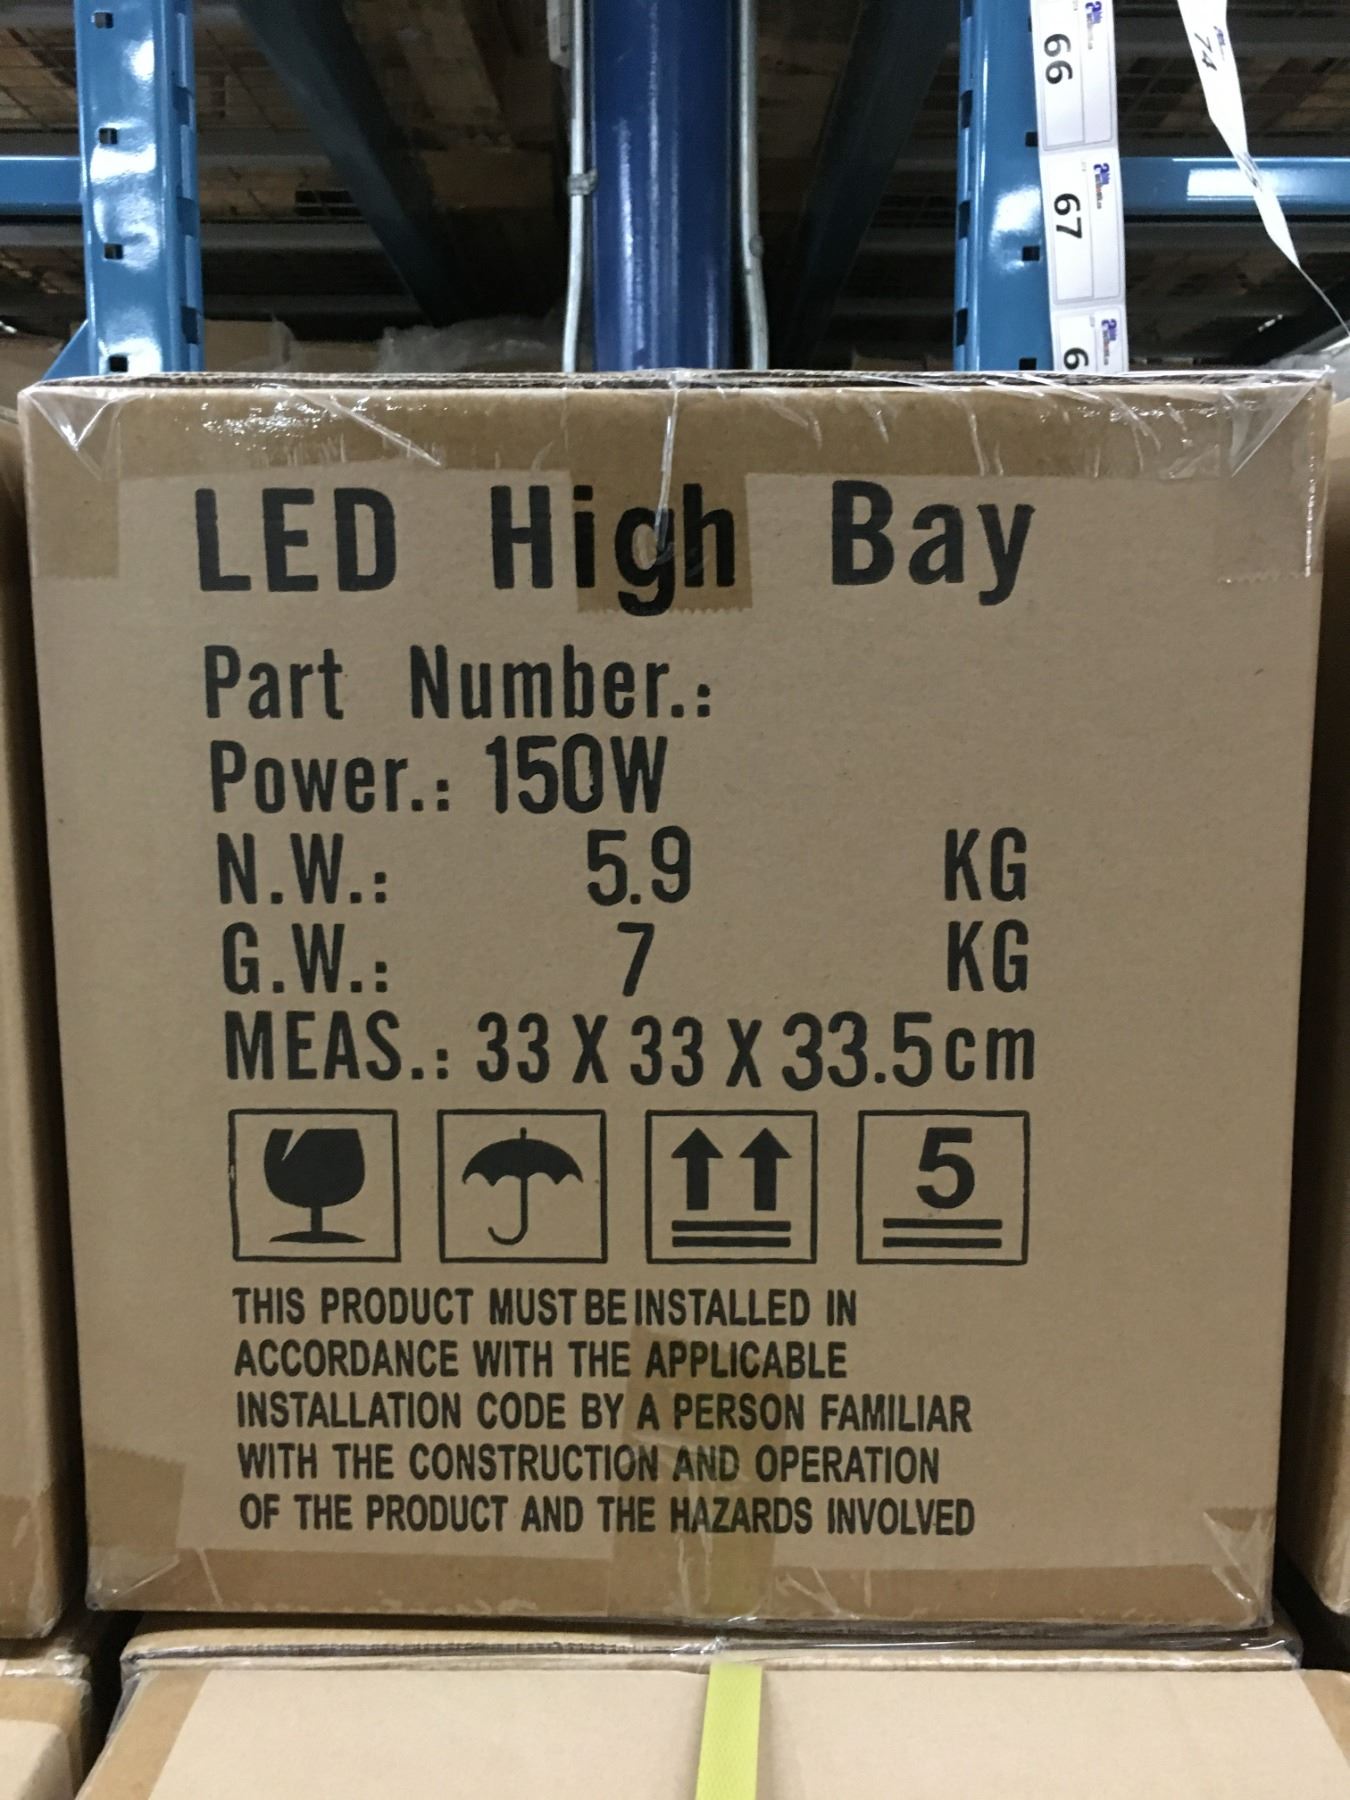 66
67
6
74
LED High Bay
Part Number.:
Power.: 150W
N.W.: 5.9 KG
G.W.: 7 KG
MEAS.: 33 X 33 X 33.5cm
5
THIS PRODUCT MUST BE INSTALLED IN
ACCORDANCE WITH THE APPLICABLE
INSTALLATION CODE BY A PERSON FAMILIAR
WITH THE CONSTRUCTION AND OPERATION
OF THE PRODUCT AND THE HAZARDS INVOLVED